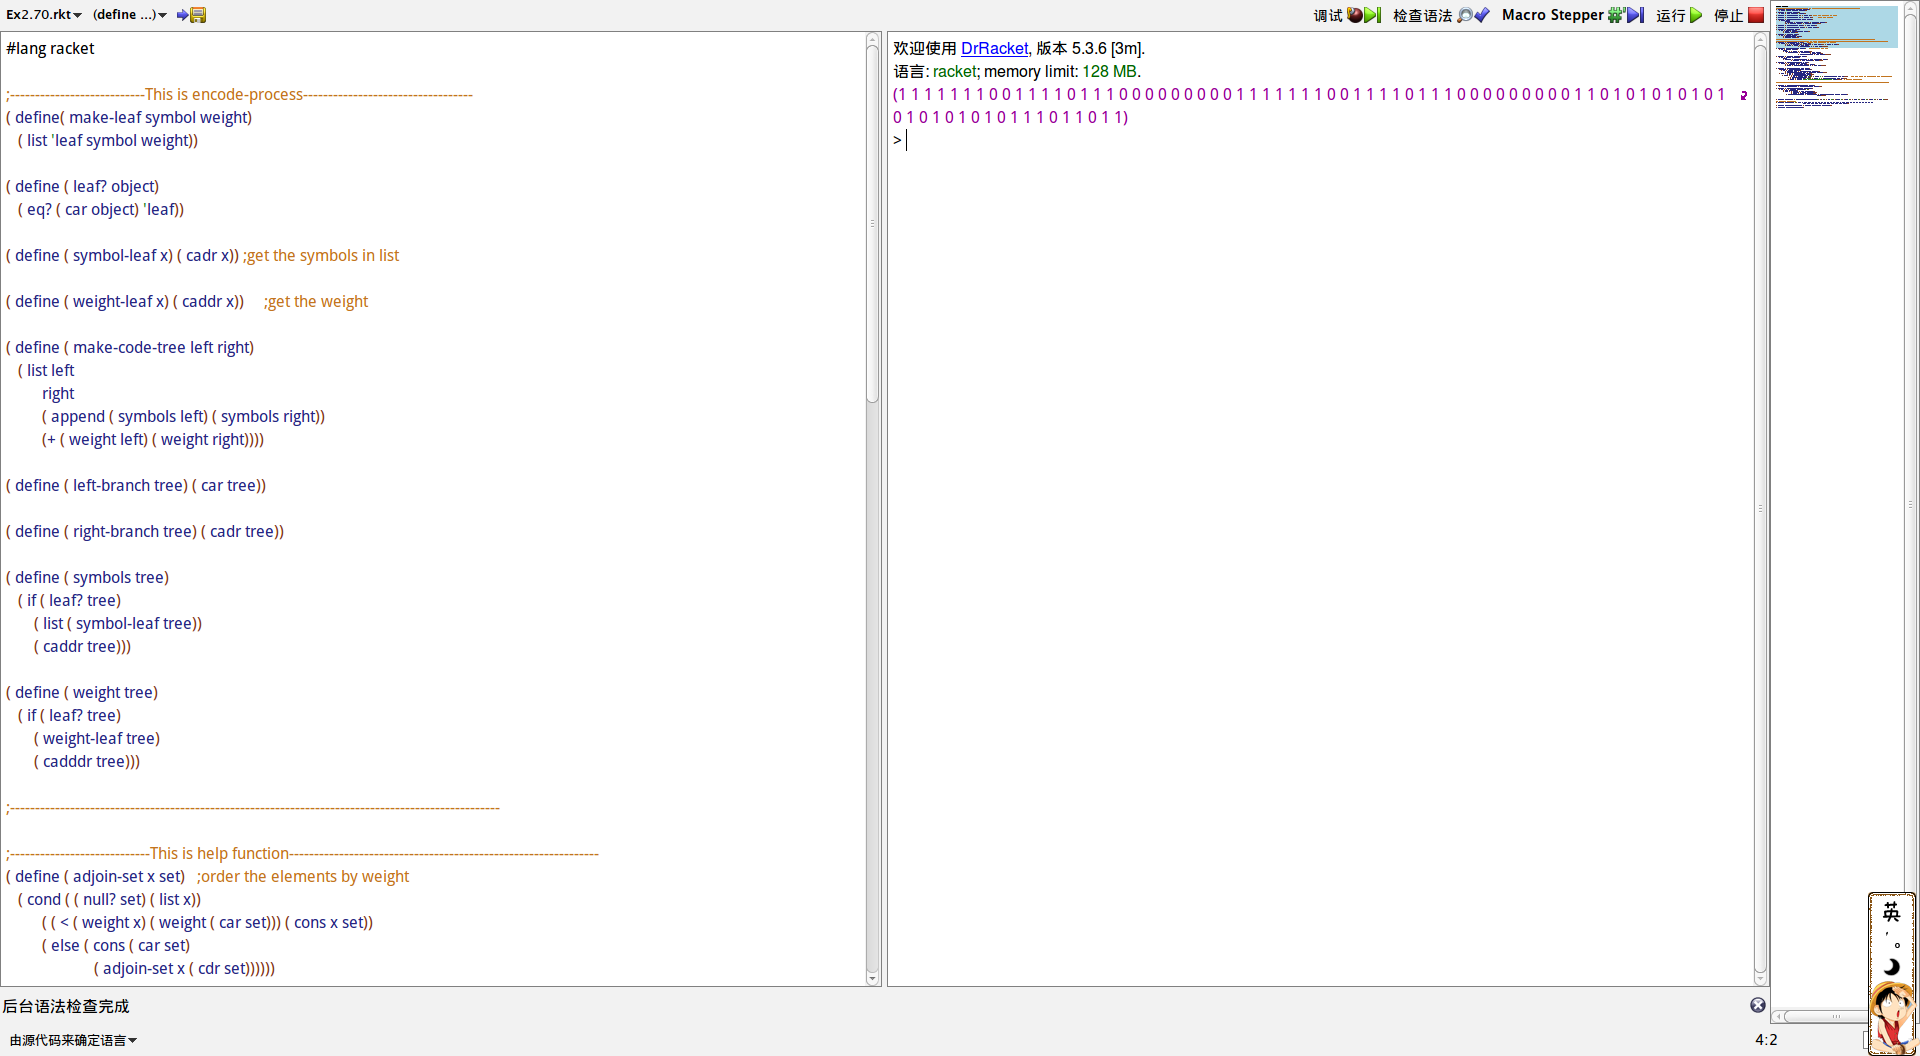 Ex2.70.rkt (define ...)
调试 检查语法 Macro Stepper 运行 停止
#lang racket
;---------------------------This is encode-process----------------------------------
( define( make-leaf symbol weight)
( list 'leaf symbol weight))
( define ( leaf? object)
( eq? ( car object) 'leaf))
( define ( symbol-leaf x) ( cadr x)) ;get the symbols in list
( define ( weight-leaf x) ( caddr x)) ;get the weight
( define ( make-code-tree left right)
( list left
right
( append ( symbols left) ( symbols right))
(+ ( weight left) ( weight right))))
( define ( left-branch tree) ( car tree))
( define ( right-branch tree) ( cadr tree))
( define ( symbols tree)
( if ( leaf? tree)
( list ( symbol-leaf tree))
( caddr tree)))
( define ( weight tree)
( if ( leaf? tree)
( weight-leaf tree)
( cadddr tree)))
;--------------------------------------------------------------------------------------------------
;----------------------------This is help function--------------------------------------------------------------
( define ( adjoin-set x set) ;order the elements by weight
( cond ( ( null? set) ( list x))
( ( < ( weight x) ( weight ( car set))) ( cons x set))
( else ( cons ( car set)
( adjoin-set x ( cdr set))))))
欢迎使用 DrRacket, 版本 5.3.6 [3m].
语言: racket; memory limit: 128 MB.
(1 1 1 1 1 1 1 0 0 1 1 1 1 0 1 1 1 0 0 0 0 0 0 0 0 0 1 1 1 1 1 1 1 0 0 1 1 1 1 0 1 1 1 0 0 0 0 0 0 0 0 0 1 1 0 1 0 1 0 1 0 1 0 1 0 1
0 1 0 1 0 1 0 1 0 1 1 1 0 1 1 0 1 1)
>
后台语法检查完成
由源代码来确定语言
4:2
英